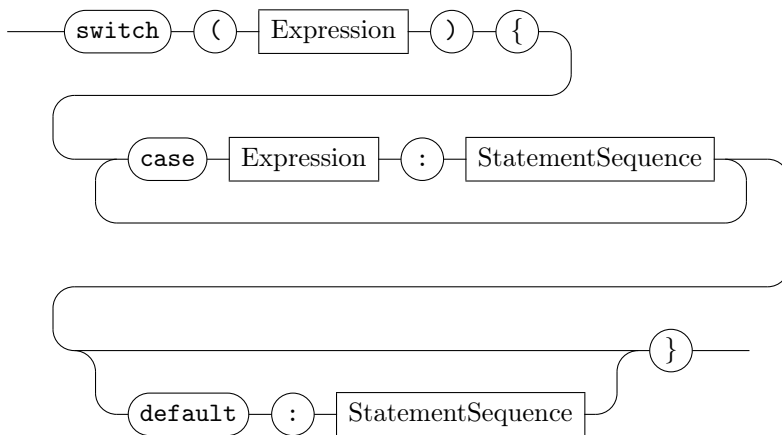 switch ( Expression ) {
case Expression : StatementSequence
}
default : StatementSequence